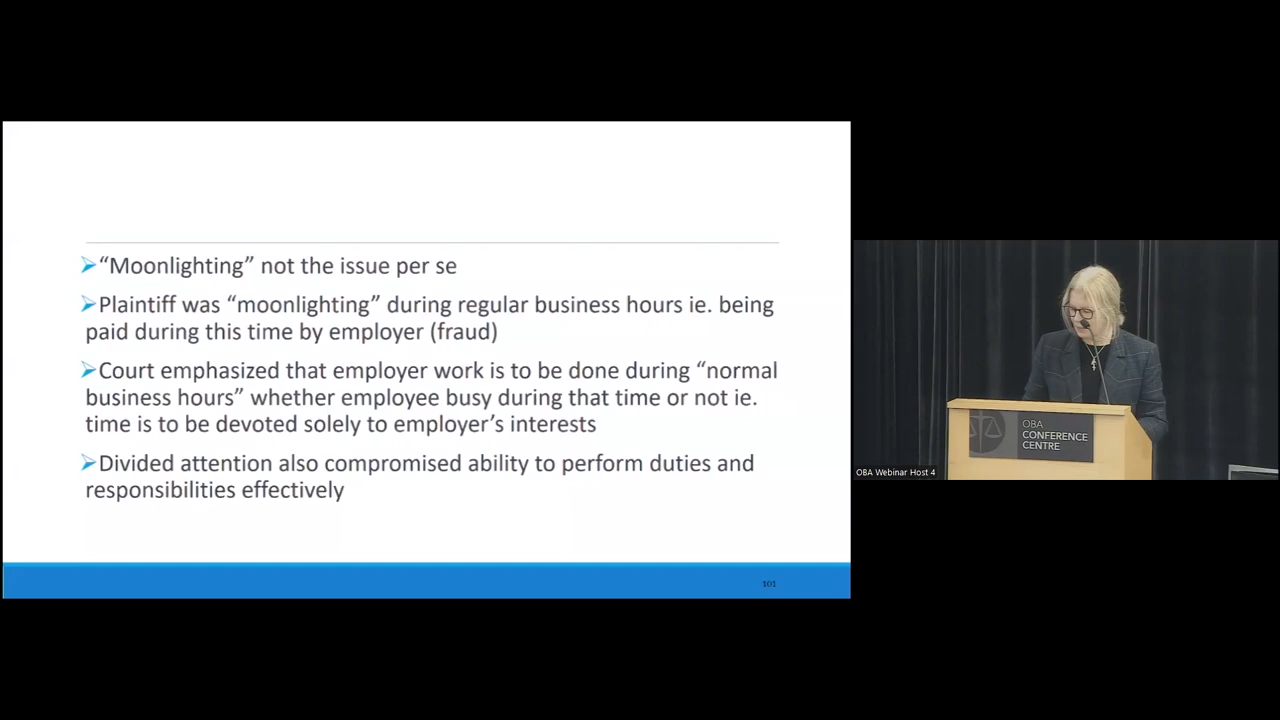 ➢“Moonlighting” not the issue per se
➢Plaintiff was “moonlighting” during regular business hours ie. being
paid during this time by employer (fraud)
➢Court emphasized that employer work is to be done during “normal
business hours” whether employee busy during that time or not ie.
time is to be devoted solely to employer’s interests
➢Divided attention also compromised ability to perform duties and
responsibilities effectively
101
OBA
CONFERENCE
CENTRE
OBA Webinar Host 4